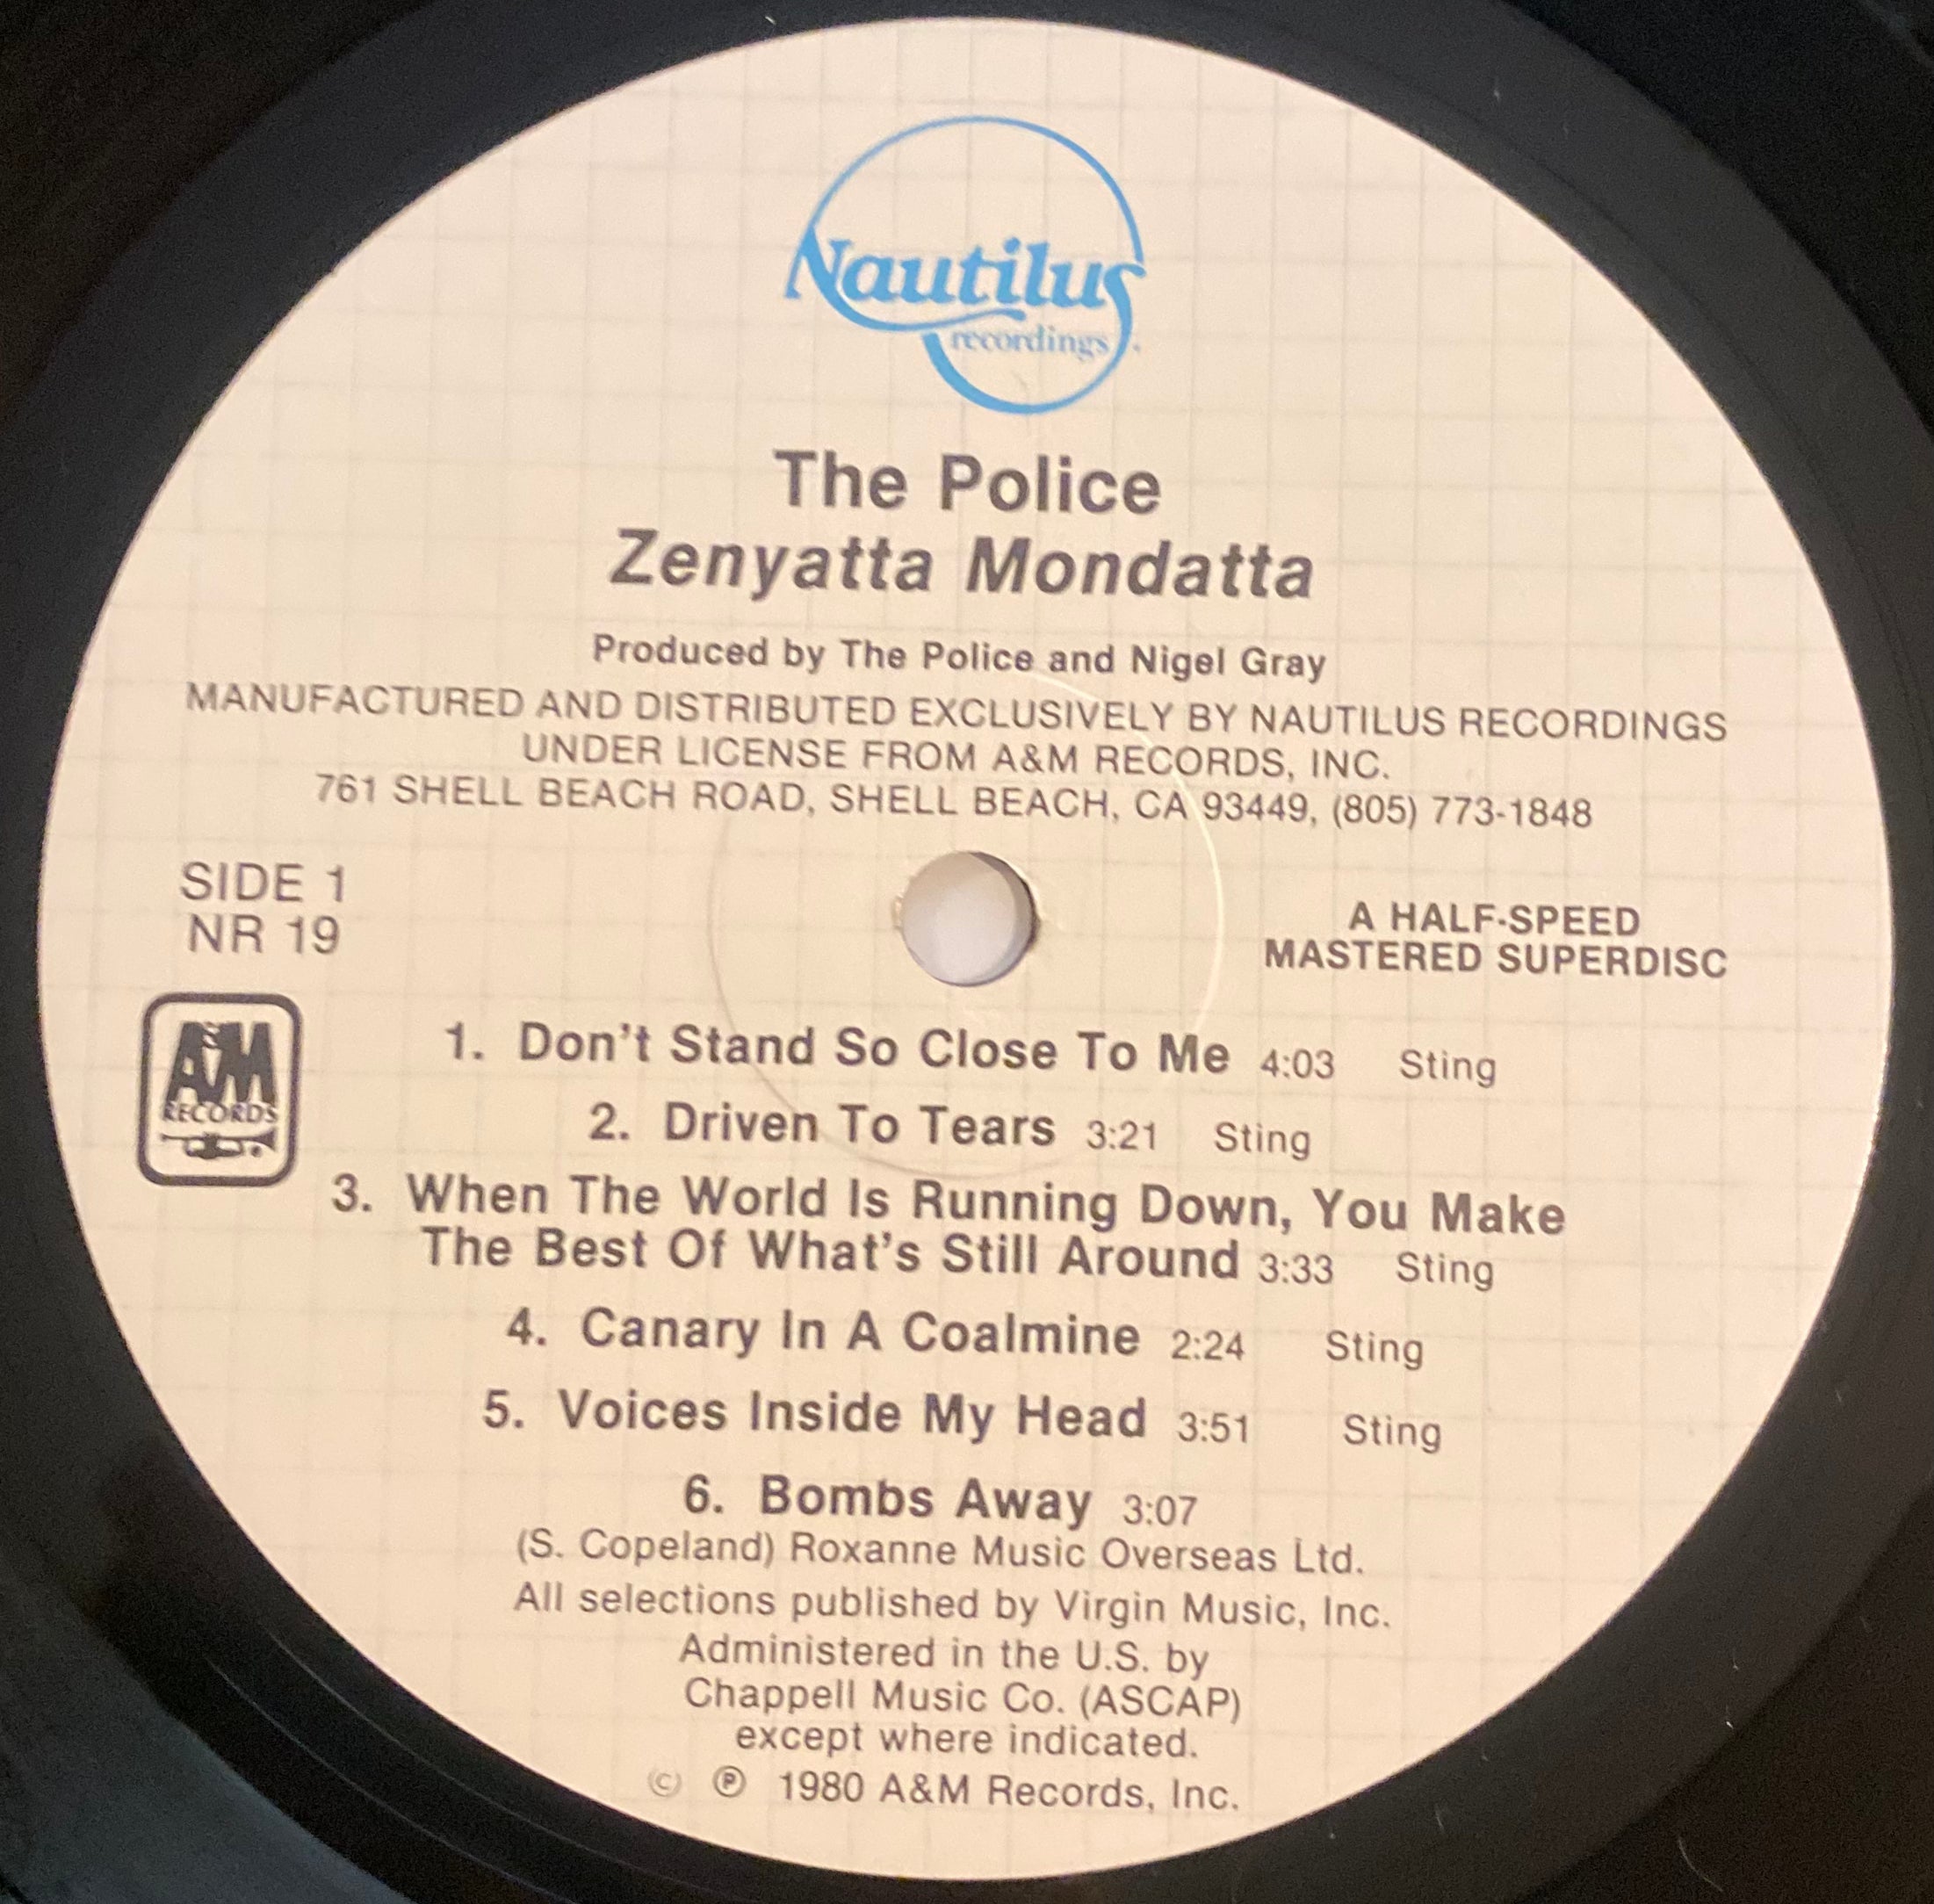 Nautilus
recordings
The Police
Zenyatta Mondatta
Produced by The Police and Nigel Gray
MANUFACTURED AND DISTRIBUTED EXCLUSIVELY BY NAUTILUS RECORDINGS
UNDER LICENSE FROM A&M RECORDS, INC.
761 SHELL BEACH ROAD, SHELL BEACH, CA 93449, (805) 773-1848
SIDE 1
NR 19
A HALF-SPEED
MASTERED SUPERDISC
A&M
RECORDS
1. Don't Stand So Close To Me 4:03 Sting
2. Driven To Tears 3:21 Sting
3. When The World Is Running Down, You Make
The Best Of What's Still Around 3:33 Sting
4. Canary In A Coalmine 2:24 Sting
5. Voices Inside My Head 3:51 Sting
6. Bombs Away 3:07
(S. Copeland) Roxanne Music Overseas Ltd.
All selections published by Virgin Music, Inc.
Administered in the U.S. by
Chappell Music Co. (ASCAP)
except where indicated.
© ℗ 1980 A&M Records, Inc.